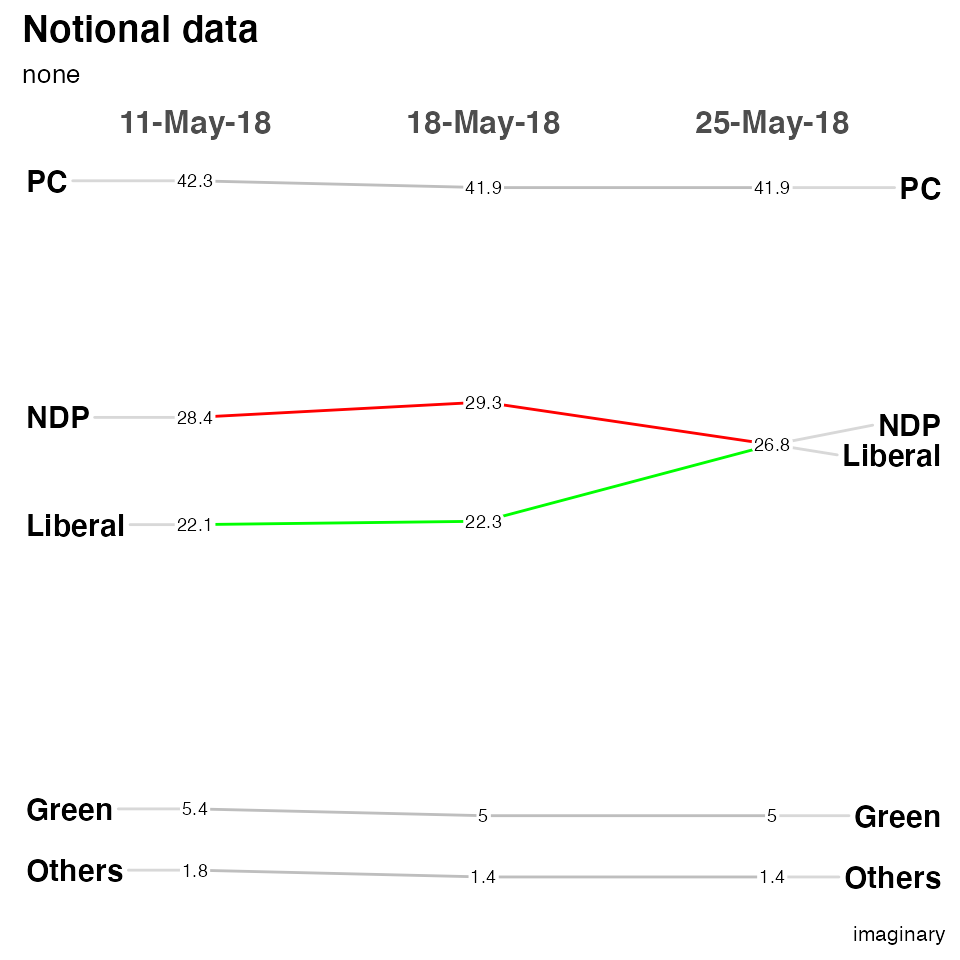 Notional data
none
11-May-18 18-May-18 25-May-18
PC 42.3 41.9 41.9 PC
NDP 28.4 29.3 26.8 NDP
Liberal
Liberal 22.1 22.3
Green 5.4 5 5 Green
Others 1.8 1.4 1.4 Others
imaginary